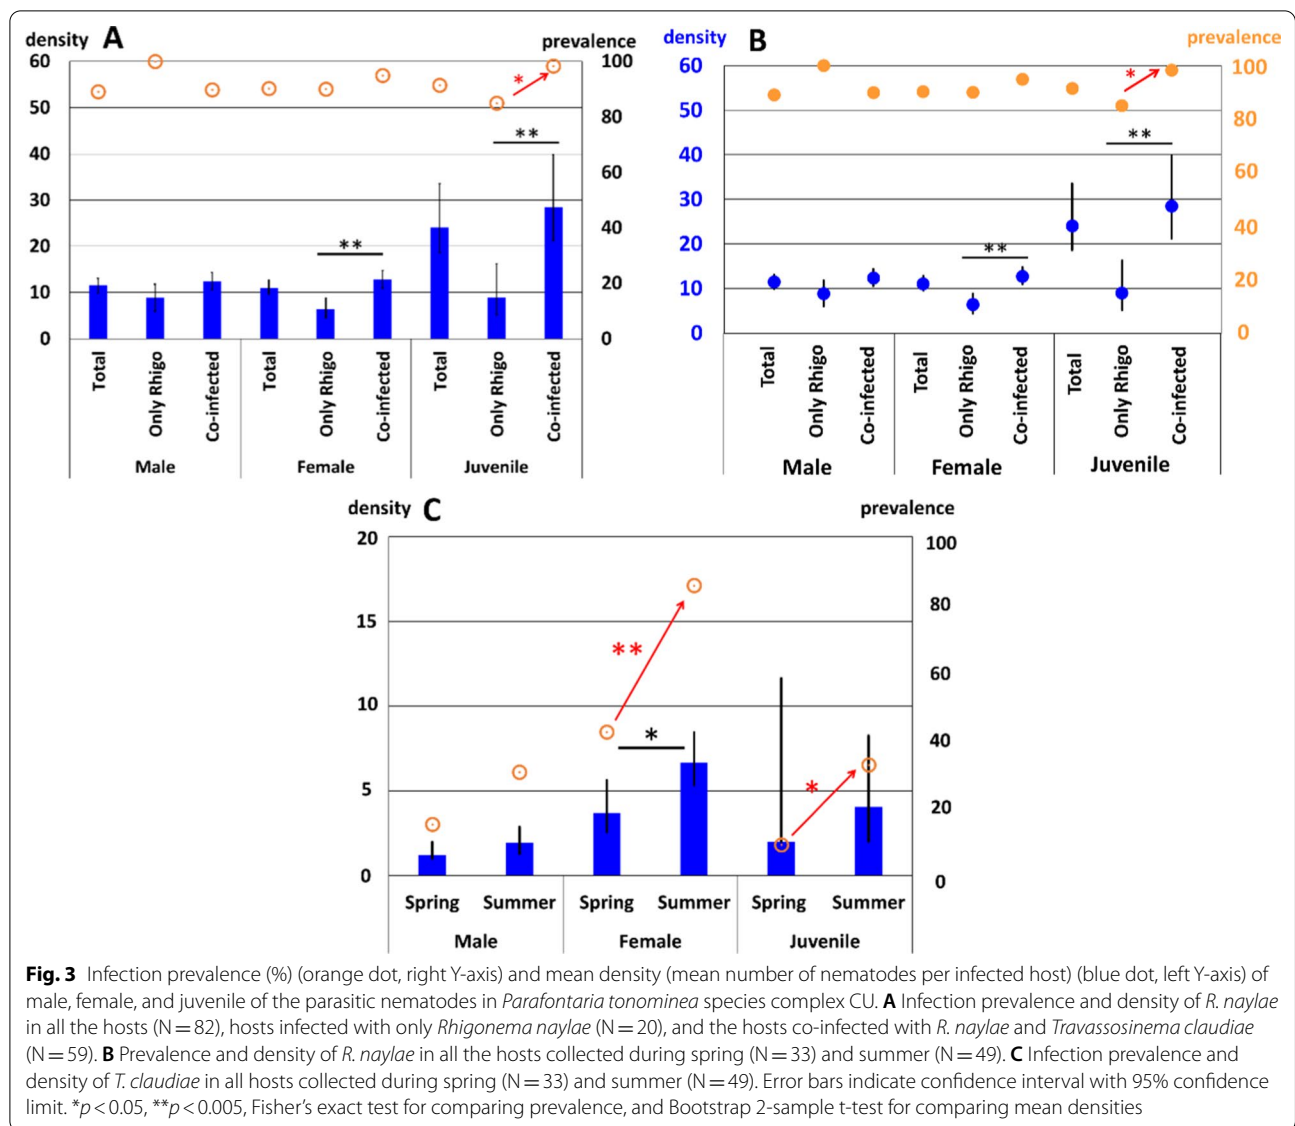 density A prevalence
60 100
50 80
40 60
30
20 40
10 20
0 0
* ** **
Total Only Rhigo Co-infected Total Only Rhigo Co-infected Total Only Rhigo Co-infected
Male Female Juvenile
density B prevalence
60 100
50 80
40 60
30 40
20
10 20
0 0
* ** **
Total Only Rhigo Co-infected Total Only Rhigo Co-infected Total Only Rhigo Co-infected
Male Female Juvenile
density C prevalence
20 100
15 80
10 60
5 40
20
0 0
** * *
Spring Summer Spring Summer Spring Summer
Male Female Juvenile
Fig. 3 Infection prevalence (%) (orange dot, right Y-axis) and mean density (mean number of nematodes per infected host) (blue dot, left Y-axis) of
male, female, and juvenile of the parasitic nematodes in Parafontaria tonominea species complex CU. A Infection prevalence and density of R. naylae
in all the hosts (N = 82), hosts infected with only Rhigonema naylae (N = 20), and the hosts co-infected with R. naylae and Travassosinema claudiae
(N = 59). B Prevalence and density of R. naylae in all the hosts collected during spring (N = 33) and summer (N = 49). C Infection prevalence and
density of T. claudiae in all hosts collected during spring (N = 33) and summer (N = 49). Error bars indicate confidence interval with 95% confidence
limit. *p < 0.05, **p < 0.005, Fisher's exact test for comparing prevalence, and Bootstrap 2-sample t-test for comparing mean densities